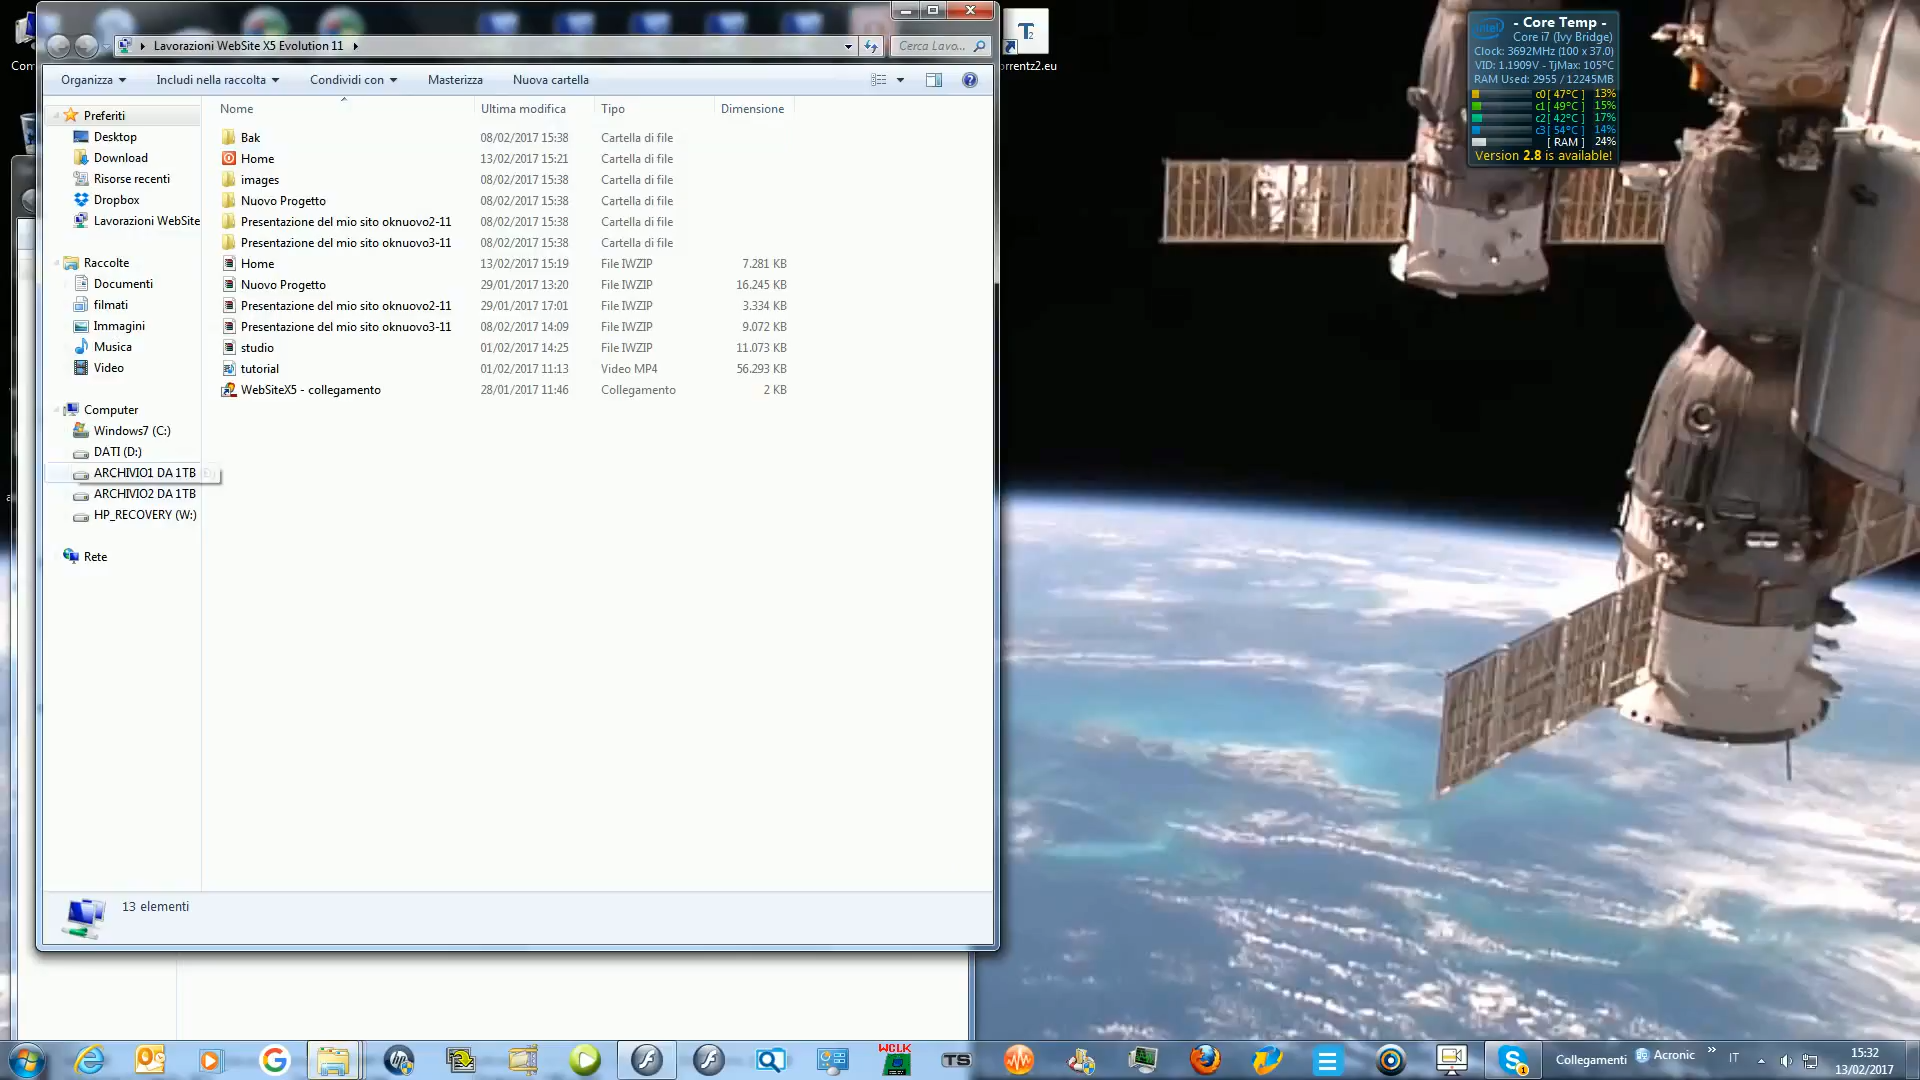 Lavorazioni WebSite X5 Evolution 11
Cerca Lavo...
Organizza
Includi nella raccolta
Condividi con
Masterizza
Nuova cartella
Nome
Ultima modifica
Tipo
Dimensione
Preferiti
Desktop
Download
Risorse recenti
Dropbox
Lavorazioni WebSite
Raccolte
Documenti
filmati
Immagini
Musica
Video
Computer
Windows7 (C:)
DATI (D:)
ARCHIVIO1 DA 1TB
ARCHIVIO2 DA 1TB
HP_RECOVERY (W:)
Rete
Bak 08/02/2017 15:38 Cartella di file
Home 13/02/2017 15:21 Cartella di file
images 08/02/2017 15:38 Cartella di file
Nuovo Progetto 08/02/2017 15:38 Cartella di file
Presentazione del mio sito oknuovo2-11 08/02/2017 15:38 Cartella di file
Presentazione del mio sito oknuovo3-11 08/02/2017 15:38 Cartella di file
Home 13/02/2017 15:19 File IWZIP 7.281 KB
Nuovo Progetto 29/01/2017 13:20 File IWZIP 16.245 KB
Presentazione del mio sito oknuovo2-11 29/01/2017 17:01 File IWZIP 3.334 KB
Presentazione del mio sito oknuovo3-11 08/02/2017 14:09 File IWZIP 9.072 KB
studio 01/02/2017 14:25 File IWZIP 11.073 KB
tutorial 01/02/2017 11:13 Video MP4 56.293 KB
WebSiteX5 - collegamento 28/01/2017 11:46 Collegamento 2 KB
13 elementi
Com
T2
orrentz2.eu
intel
- Core Temp -
Core i7 (Ivy Bridge)
Clock: 3692MHz (100 x 37.0)
VID: 1.1909V - TjMax: 105°C
RAM Used: 2955 / 12245MB
c0[ 47°C ] 13%
c1[ 49°C ] 15%
c2[ 42°C ] 17%
c3[ 54°C ] 14%
[ RAM ] 24%
Version 2.8 is available!
WCLK
TS
Collegamenti
Acronic
»
IT
15:32
13/02/2017